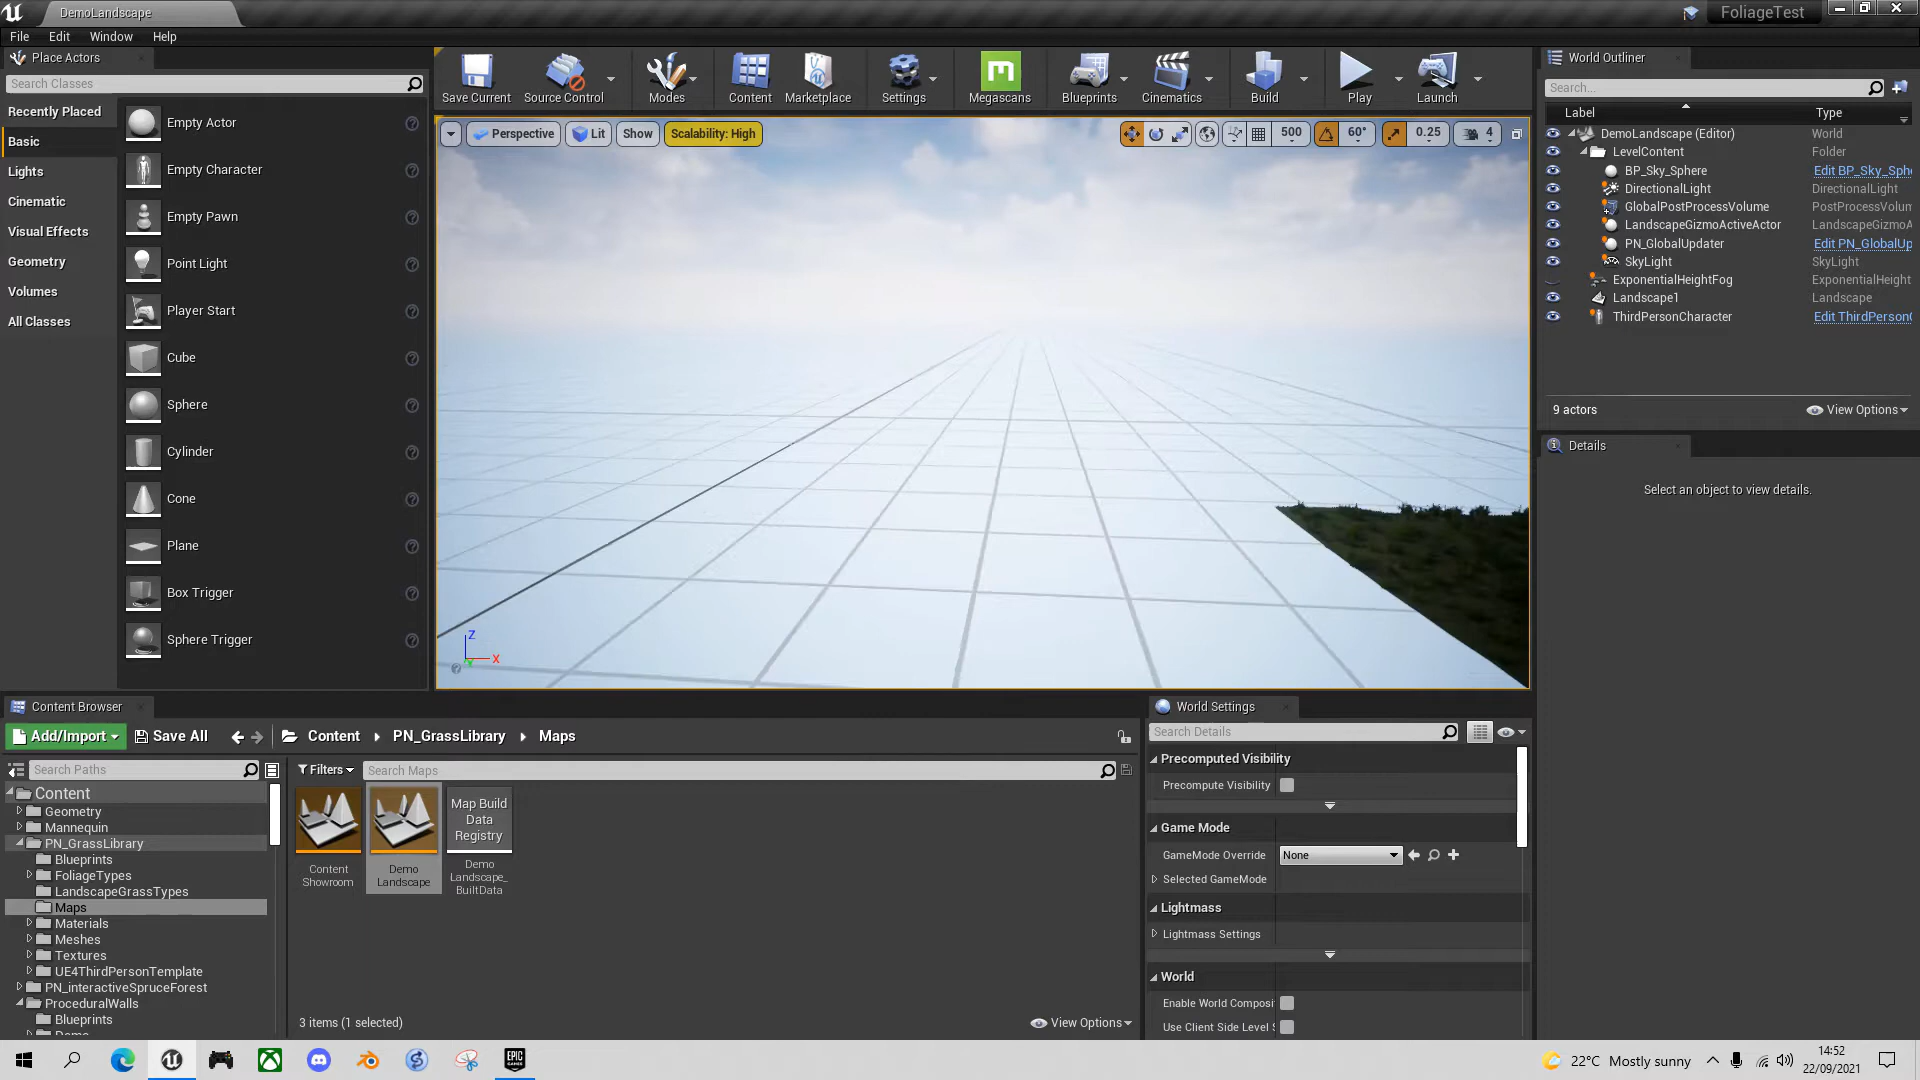 DemoLandscape
FoliageTest
File Edit Window Help
Place Actors
Search Classes
Recently Placed
Basic
Lights
Cinematic
Visual Effects
Geometry
Volumes
All Classes
Empty Actor
Empty Character
Empty Pawn
Point Light
Player Start
Cube
Sphere
Cylinder
Cone
Plane
Box Trigger
Sphere Trigger
Save Current Source Control Modes Content Marketplace Settings Megascans Blueprints Cinematics Build Play Launch
Perspective Lit Show Scalability: High
500 60° 0.25 4
Z
X
World Outliner
Search...
Label Type
DemoLandscape (Editor) World
LevelContent Folder
BP_Sky_Sphere Edit BP_Sky_Sph
DirectionalLight DirectionalLight
GlobalPostProcessVolume PostProcessVolum
LandscapeGizmoActiveActor LandscapeGizmoA
PN_GlobalUpdater Edit PN_GlobalUp
SkyLight SkyLight
ExponentialHeightFog ExponentialHeight
Landscape1 Landscape
ThirdPersonCharacter Edit ThirdPerson
9 actors View Options
Details
Select an object to view details.
Content Browser
Add/Import Save All Content PN_GrassLibrary Maps
Search Paths
Filters Search Maps
Content
Geometry
Mannequin
PN_GrassLibrary
Blueprints
FoliageTypes
LandscapeGrassTypes
Maps
Materials
Meshes
Textures
UE4ThirdPersonTemplate
PN_interactiveSpruceForest
ProceduralWalls
Blueprints
Content Showroom
Demo Landscape
Map Build Data Registry
Demo Landscape_ BuiltData
3 items (1 selected) View Options
World Settings
Search Details
Precomputed Visibility
Precompute Visibility
Game Mode
GameMode Override None
Selected GameMode
Lightmass
Lightmass Settings
World
Enable World Composi
Use Client Side Level S
EPIC GAMES
22°C Mostly sunny
14:52
22/09/2021